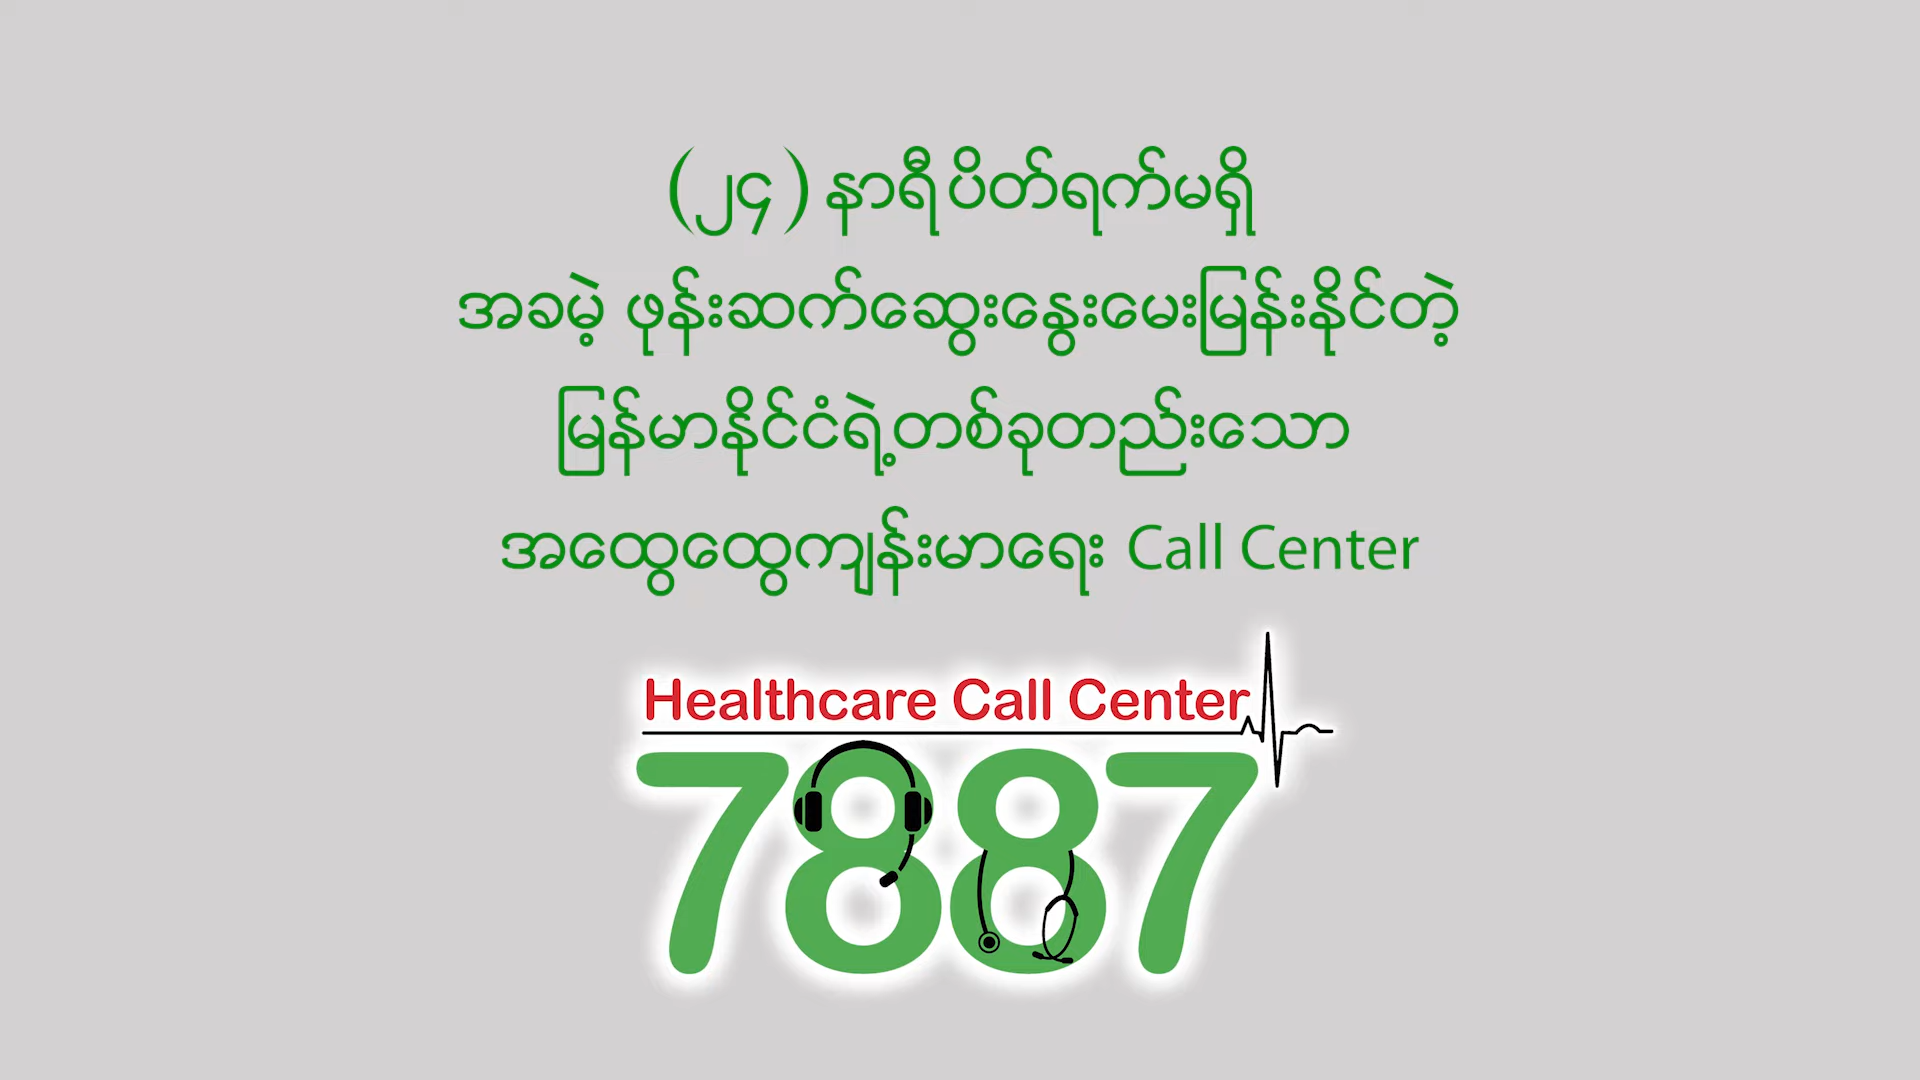 (၂၄) နာရီ ပိတ်ရက်မရှိ
အခမဲ့ ဖုန်းဆက်ဆွေးနွေးမေးမြန်းနိုင်တဲ့
မြန်မာနိုင်ငံရဲ့တစ်ခုတည်းသော
အထွေထွေကျန်းမာရေး Call Center
Healthcare Call Center
7887